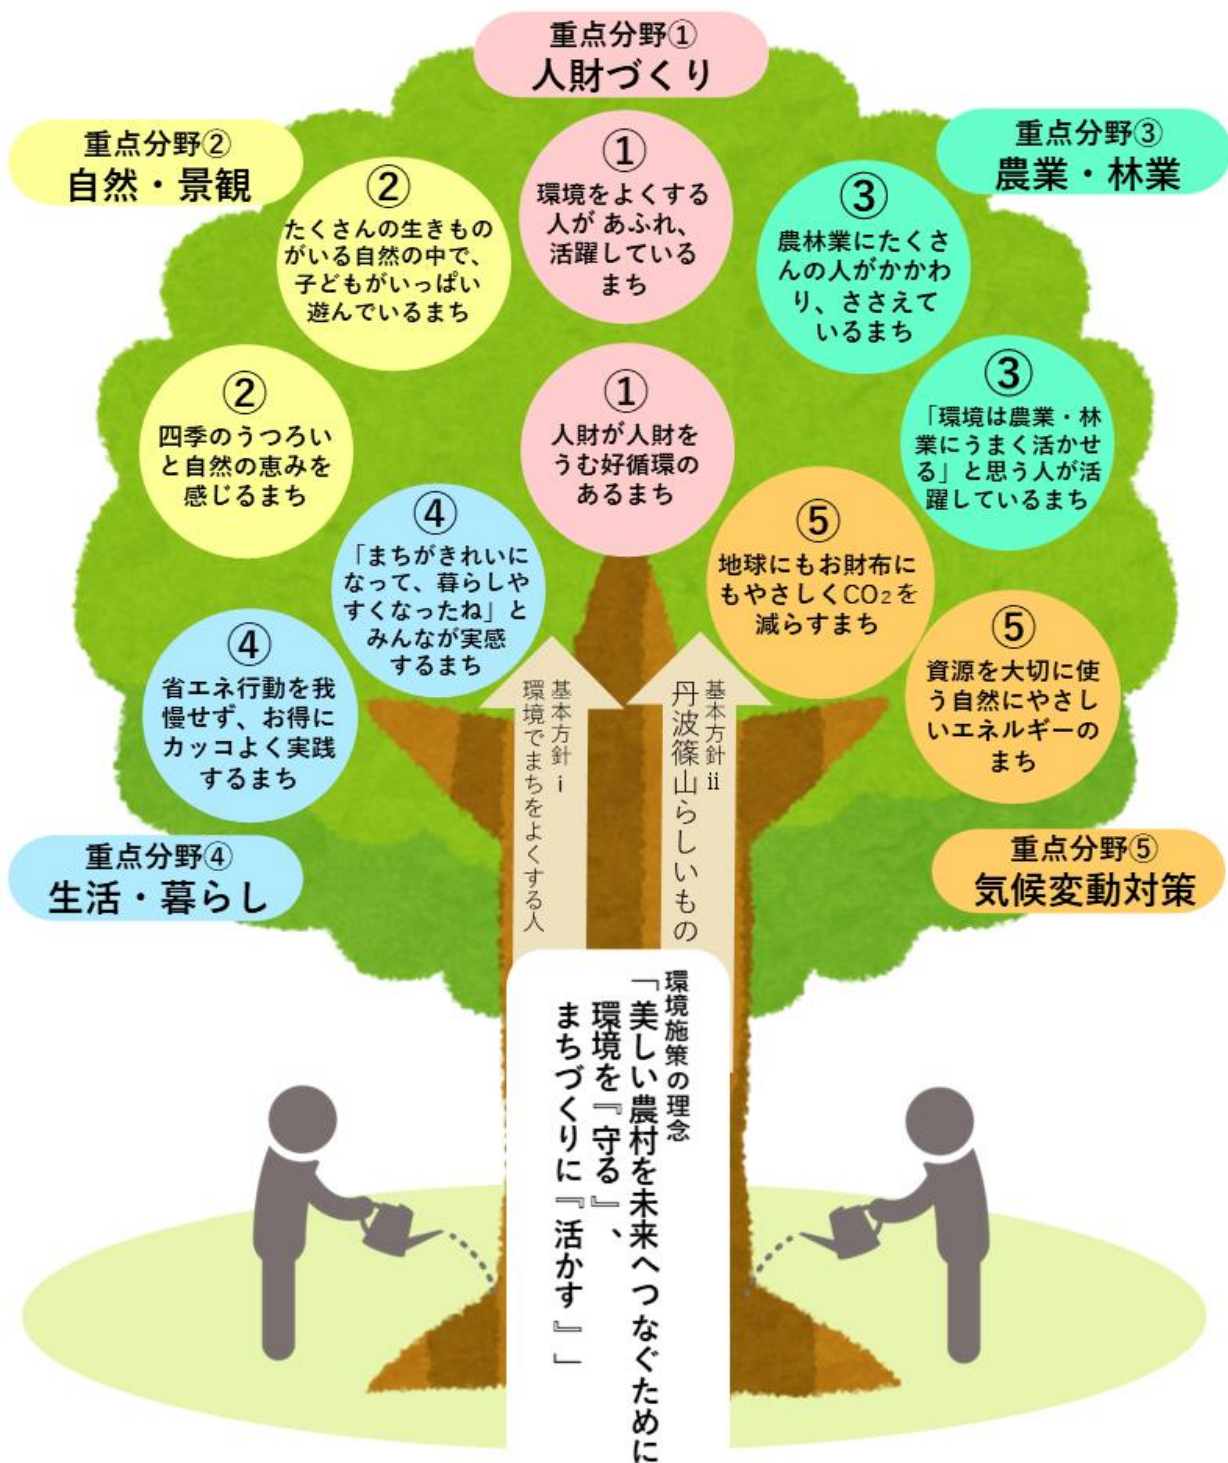 重点分野①
人財づくり
重点分野②
自然・景観
重点分野③
農業・林業
①
環境をよくする
人が あふれ、
活躍している
まち
②
たくさんの生きもの
がいる自然の中で、
子どもがいっぱい
遊んでいるまち
③
農林業にたくさ
んの人がかかわ
り、ささえて
いるまち
②
四季のうつろい
と自然の恵みを
感じるまち
①
人財が人財を
うむ好循環の
あるまち
③
「環境は農業・林
業にうまく活かせ
る」と思う人が活
躍しているまち
④
「まちがきれいに
なって、暮らしや
すくなったね」と
みんなが実感
するまち
⑤
地球にもお財布に
もやさしくCO₂を
減らすまち
④
省エネ行動を我
慢せず、お得に
カッコよく実践
するまち
⑤
資源を大切に使
う自然にやさし
いエネルギーの
まち
基本方針 i
環境でまちをよくする人
基本方針 ii
丹波篠山らしいもの
重点分野④
生活・暮らし
重点分野⑤
気候変動対策
環境施策の理念
「美しい農村を未来へつなぐために
環境を『守る』、
まちづくりに『活かす』」